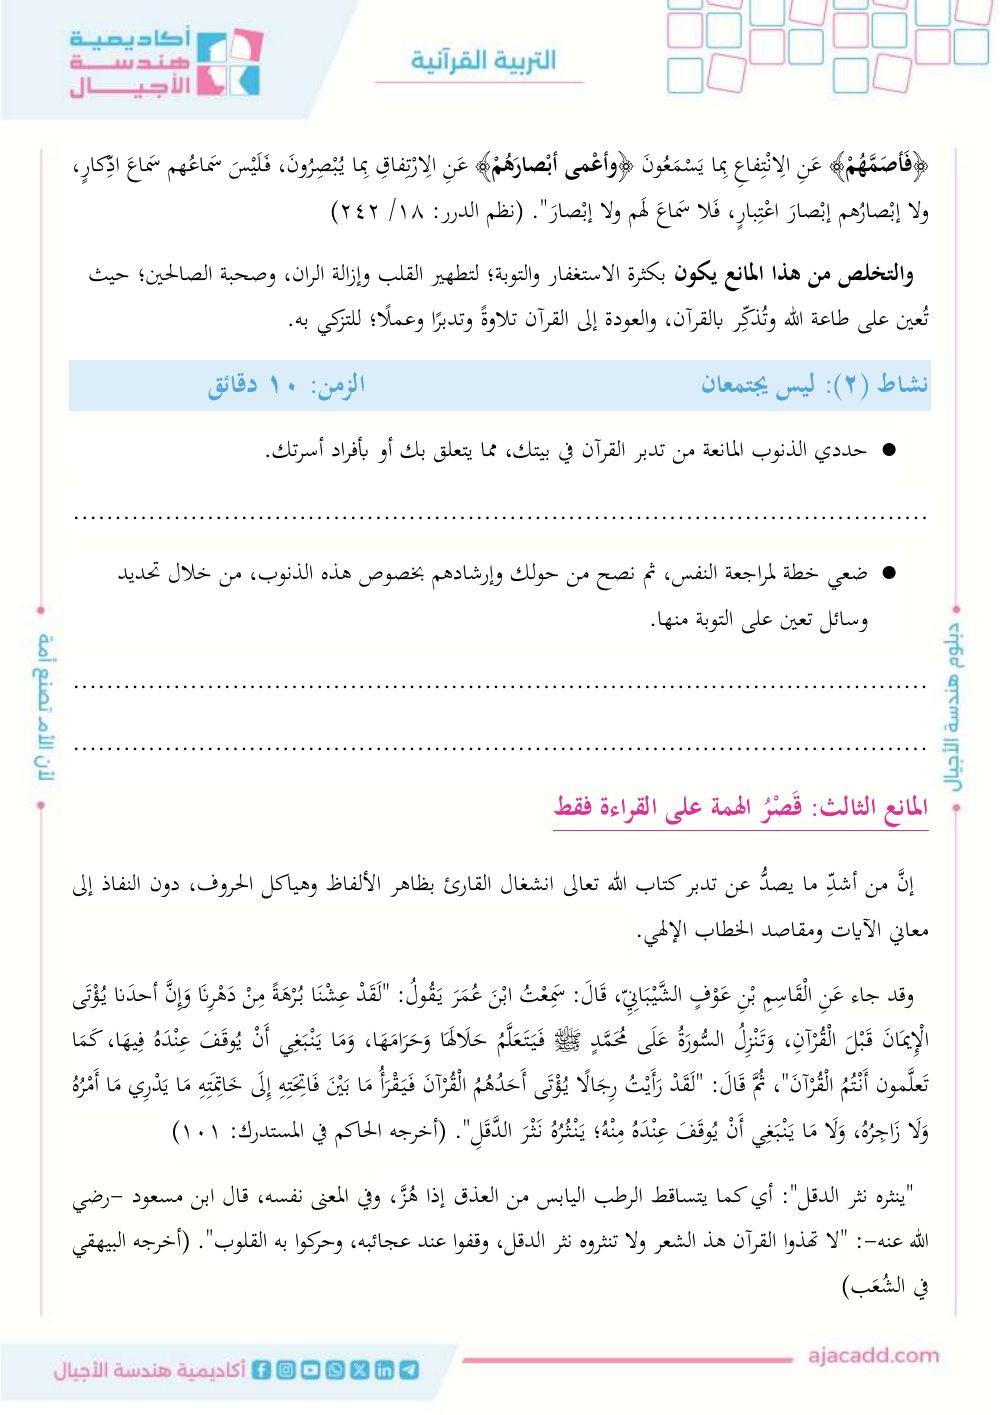 أكاديمية
هندسة
الأجيال
التربية القرآنية
﴿فَأصَمَّهُمْ﴾ عَنِ الِانْتِفاعِ بِما يَسْمَعُونَ ﴿وأعْمى أبْصارَهُمْ﴾ عَنِ الِارْتِفاقِ بِما يُبْصِرُونَ، فَلَيْسَ سَماعُهم سَماعَ ادِّكارٍ،
ولا إبْصارُهم إبْصارَ اعْتِبارٍ، فَلا سَماعَ لَهم ولا إبْصارَ". (نظم الدرر: ١٨/ ٢٤٢)
والتخلص من هذا المانع يكون بكثرة الاستغفار والتوبة؛ لتطهير القلب وإزالة الران، وصحبة الصالحين؛ حيث
تُعين على طاعة الله وتُذكِّر بالقرآن، والعودة إلى القرآن تلاوةً وتدبرًا وعملًا؛ للتزكي به.
نشاط (٢): ليس يجتمعان الزمن: ١٠ دقائق
● حددي الذنوب المانعة من تدبر القرآن في بيتك، مما يتعلق بك أو بأفراد أسرتك.
● ضعي خطة لمراجعة النفس، ثم نصح من حولك وإرشادهم بخصوص هذه الذنوب، من خلال تحديد
وسائل تعين على التوبة منها.
المانع الثالث: قَصْرُ الهمة على القراءة فقط
إنَّ من أشدِّ ما يصدُّ عن تدبر كتاب الله تعالى انشغال القارئ بظاهر الألفاظ وهياكل الحروف، دون النفاذ إلى
معاني الآيات ومقاصد الخطاب الإلهي.
وقد جاء عَنِ الْقَاسِمِ بْنِ عَوْفٍ الشَّيْبَانِيِّ، قَالَ: سَمِعْتُ ابْنَ عُمَرَ يَقُولُ: "لَقَدْ عِشْنَا بُرْهَةً مِنْ دَهْرِنَا وَإِنَّ أحدَنا يُؤْتَى
الْإِيمَانَ قَبْلَ الْقُرْآنِ، وَتَنْزِلُ السُّورَةُ عَلَى مُحَمَّدٍ ﷺ فَيَتَعَلَّمُ حَلَالَهَا وَحَرَامَهَا، وَمَا يَنْبَغِي أَنْ يُوقَفَ عِنْدَهُ فِيهَا، كَمَا
تَعلَّمون أَنْتُمُ الْقُرْآنَ"، ثُمَّ قَالَ: "لَقَدْ رَأَيْتُ رِجَالًا يُؤْتَى أَحَدُهُمُ الْقُرْآنَ فَيَقْرَأُ مَا بَيْنَ فَاتِحَتِهِ إِلَى خَاتِمَتِهِ مَا يَدْرِي مَا أَمْرُهُ
وَلَا زَاجِرُهُ، وَلَا مَا يَنْبَغِي أَنْ يُوقَفَ عِنْدَهُ مِنْهُ؛ يَنْثُرُهُ نَثْرَ الدَّقَلِ". (أخرجه الحاكم في المستدرك: ١٠١)
"ينثره نثر الدقل": أي كما يتساقط الرطب اليابس من العذق إذا هُزَّ، وفي المعنى نفسه، قال ابن مسعود –رضي
الله عنه–: "لا تهذوا القرآن هذ الشعر ولا تنثروه نثر الدقل، وقفوا عند عجائبه، وحركوا به القلوب". (أخرجه البيهقي
في الشُعَب)
دبلوم هندسة الأجيال
لأن الأم تصنع أمة
ajacadd.com
أكاديمية هندسة الأجيال